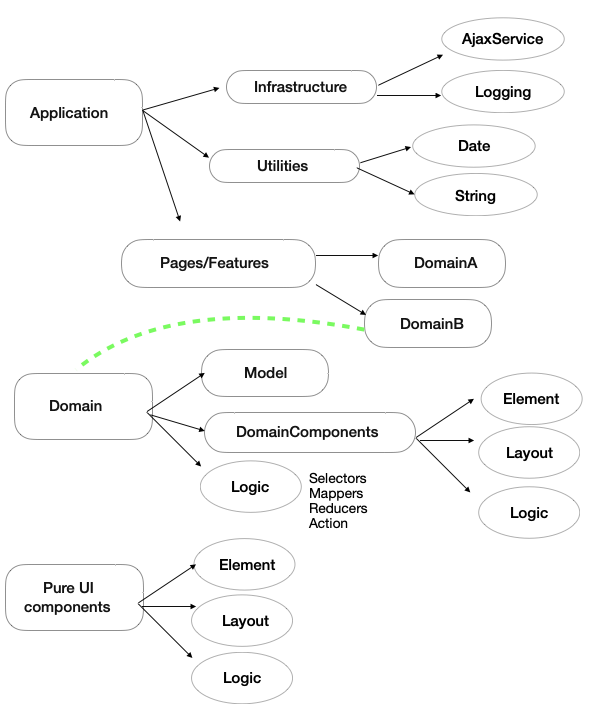 AjaxService
Infrastructure
Logging
Application
Date
Utilities
String
Pages/Features
DomainA
DomainB
Model
Domain
DomainComponents
Element
Layout
Logic
Logic
Selectors
Mappers
Reducers
Action
Pure UI
components
Element
Layout
Logic